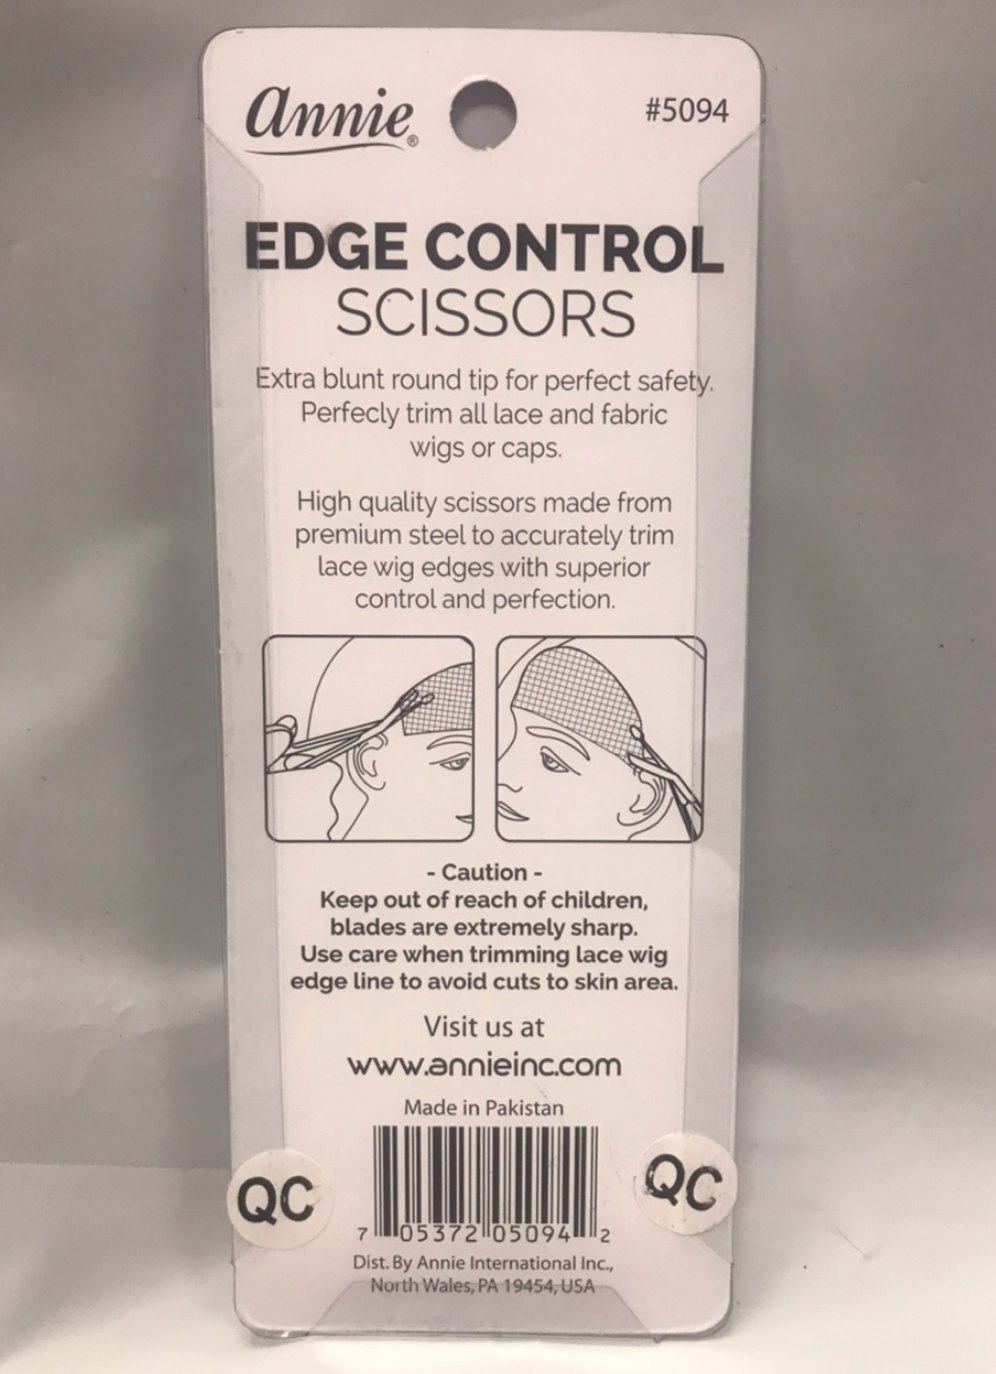 annie®
#5094
EDGE CONTROL
SCISSORS
Extra blunt round tip for perfect safety.
Perfecly trim all lace and fabric
wigs or caps.
High quality scissors made from
premium steel to accurately trim
lace wig edges with superior
control and perfection.
- Caution -
Keep out of reach of children,
blades are extremely sharp.
Use care when trimming lace wig
edge line to avoid cuts to skin area.
Visit us at
www.annieinc.com
Made in Pakistan
QC
QC
7 05372 05094 2
Dist. By Annie International Inc.,
North Wales, PA 19454, USA